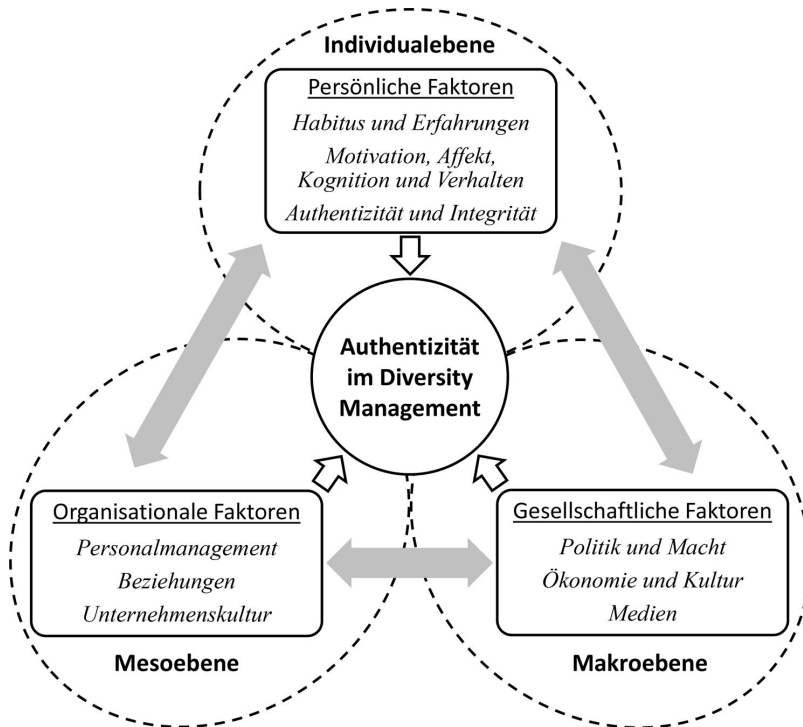 Individualebene
Persönliche Faktoren
Habitus und Erfahrungen
Motivation, Affekt,
Kognition und Verhalten
Authentizität und Integrität
Authentizität
im Diversity
Management
Organisationale Faktoren
Personalmanagement
Beziehungen
Unternehmenskultur
Mesoebene
Gesellschaftliche Faktoren
Politik und Macht
Ökonomie und Kultur
Medien
Makroebene